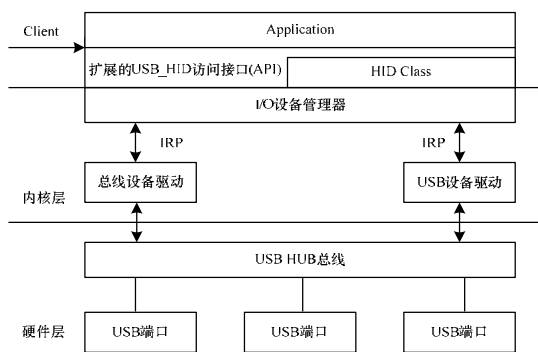 Client
Application
扩展的USB_HID访问接口(API)
HID Class
I/O设备管理器
IRP
IRP
总线设备驱动
USB设备驱动
内核层
USB HUB总线
硬件层
USB端口
USB端口
USB端口